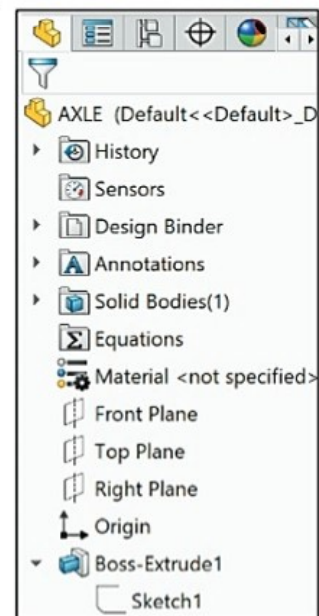 AXLE (Default<<Default>_D
History
Sensors
Design Binder
A Annotations
Solid Bodies(1)
Σ Equations
Material <not specified>
Front Plane
Top Plane
Right Plane
Origin
Boss-Extrude1
Sketch1